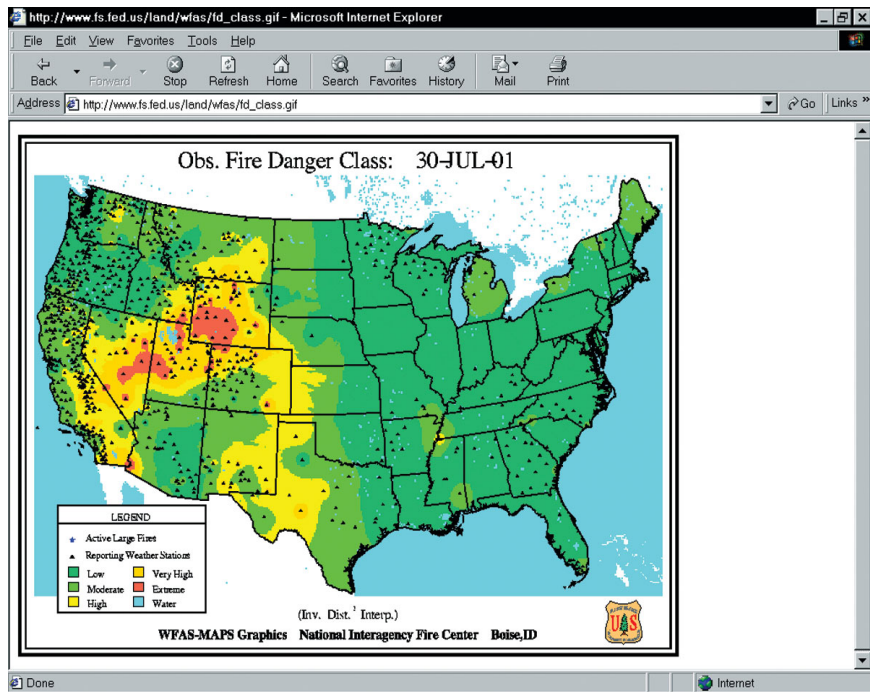 http://www.fs.fed.us/land/wfas/fd_class.gif - Microsoft Internet Explorer
File Edit View Favorites Tools Help
Back Forward Stop Refresh Home Search Favorites History Mail Print
Address http://www.fs.fed.us/land/wfas/fd_class.gif Go Links »
Obs. Fire Danger Class: 30-JUL-01
LEGEND
Active Large Fires
Reporting Weather Stations
Low Very High
Moderate Extreme
High Water
(Inv. Dist.² Interp.)
WFAS-MAPS Graphics National Interagency Fire Center Boise,ID
U S
Done Internet